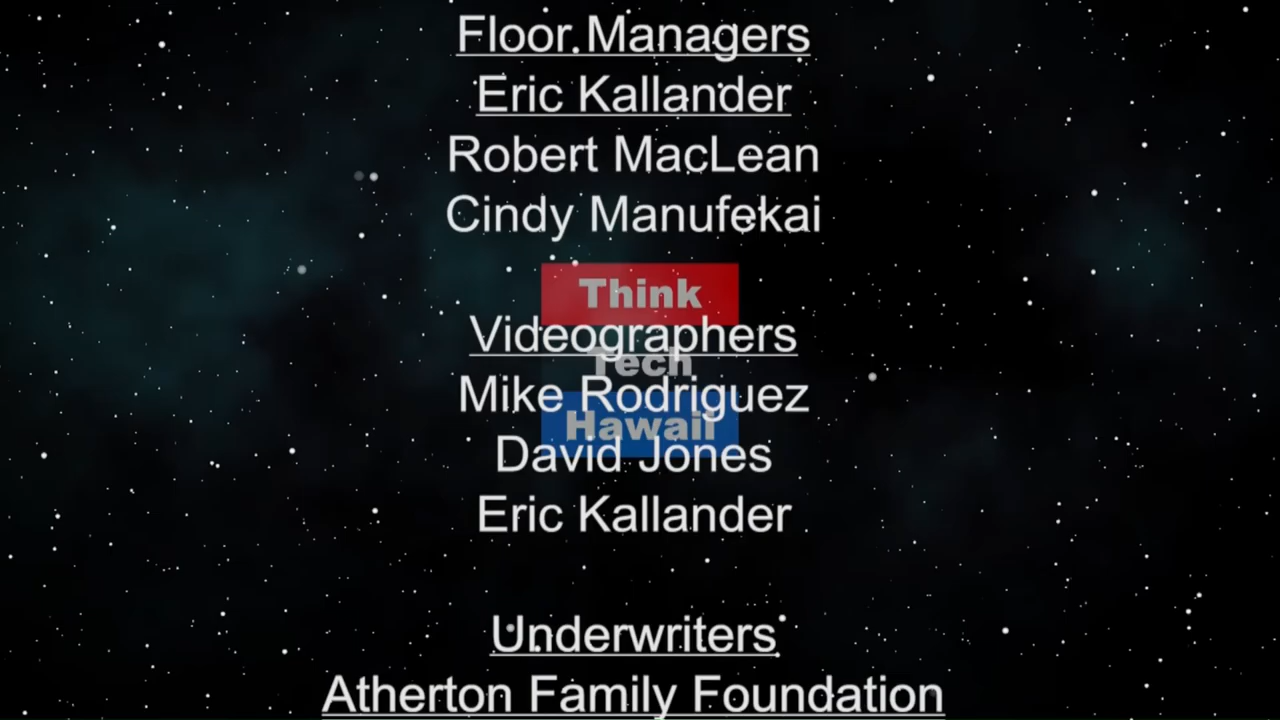 Floor Managers
Eric Kallander
Robert MacLean
Cindy Manufekai
Think
Videographers
Tech
Mike Rodriguez
Hawaii
David Jones
Eric Kallander
Underwriters
Atherton Family Foundation